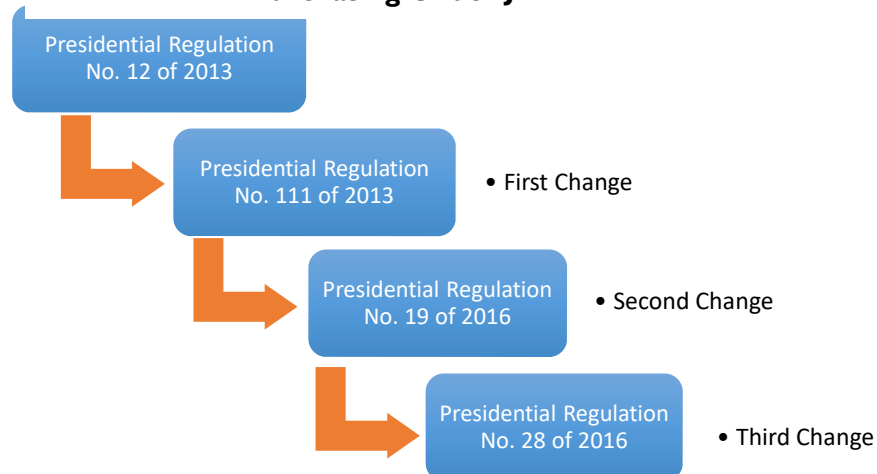 Presidential Regulation
No. 12 of 2013
Presidential Regulation
No. 111 of 2013
• First Change
Presidential Regulation
No. 19 of 2016
• Second Change
Presidential Regulation
No. 28 of 2016
• Third Change